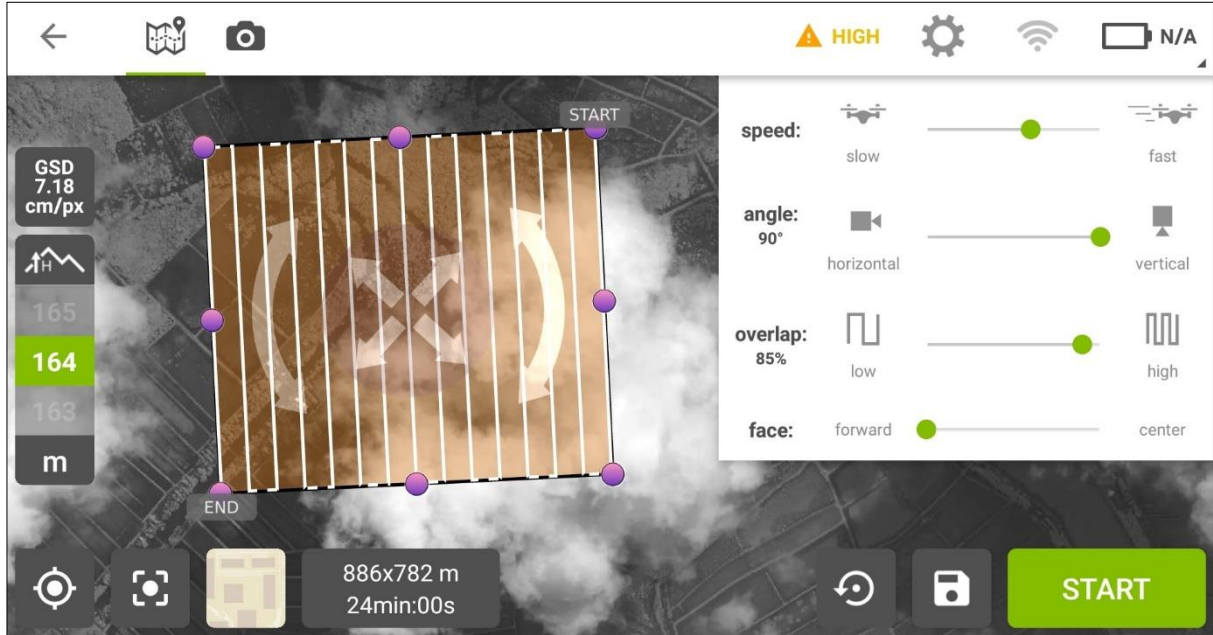 HIGH
N/A
GSD
7.18
cm/px
H
165
164
163
m
START
END
speed:
slow
fast
angle:
90°
horizontal
vertical
overlap:
85%
low
high
face:
forward
center
886x782 m
24min:00s
START